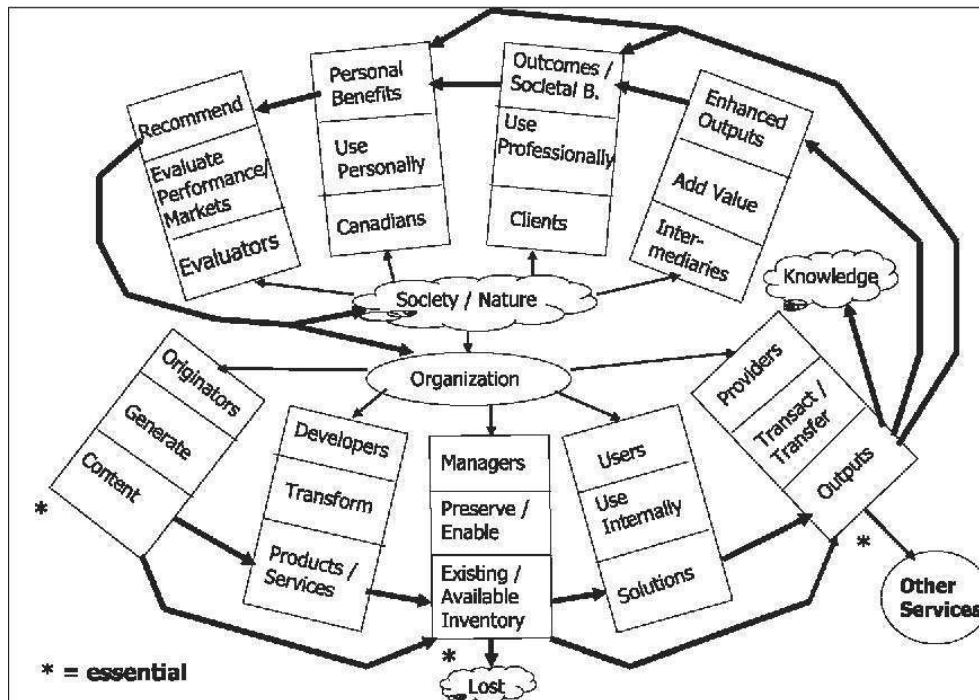 Recommend
Evaluate
Performance/
Markets
Evaluators
Personal
Benefits
Use
Personally
Canadians
Outcomes /
Societal B.
Use
Professionally
Clients
Enhanced
Outputs
Add Value
Inter-
mediaries
Knowledge
Society / Nature
Organization
Originators
Generate
Content
*
Developers
Transform
Products /
Services
Managers
Preserve /
Enable
Existing /
Available
Inventory
*
Lost
Users
Use
Internally
Solutions
Providers
Transact /
Transfer
Outputs
*
Other
Services
* = essential